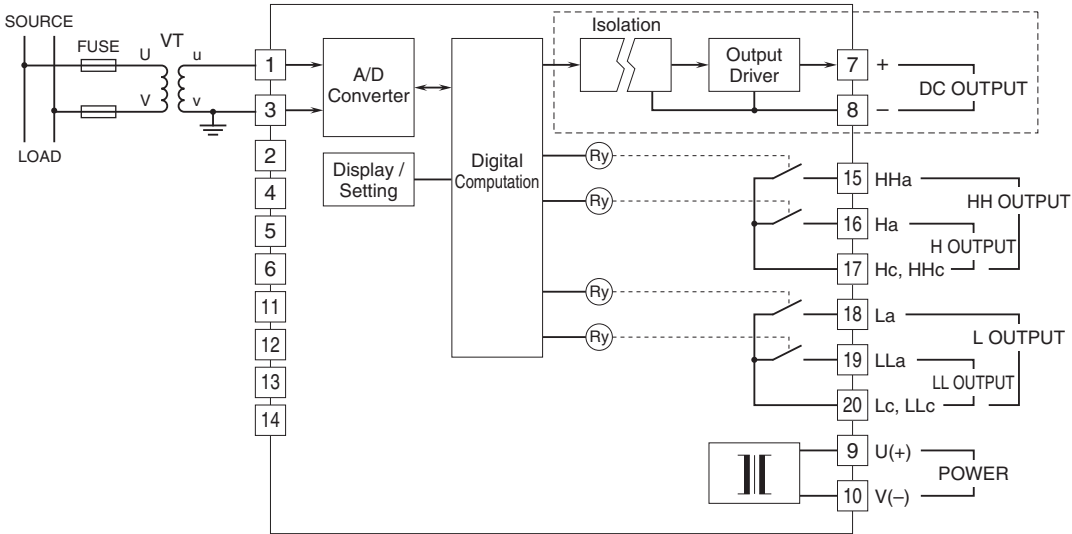 SOURCE
FUSE
VT
U
u
V
v
LOAD
1
3
2
4
5
6
11
12
13
14
A/D
Converter
Display /
Setting
Digital
Computation
Isolation
Output
Driver
7 +
8 –
DC OUTPUT
Ry
Ry
Ry
Ry
15 HHa
HH OUTPUT
16 Ha
H OUTPUT
17 Hc, HHc
18 La
L OUTPUT
19 LLa
LL OUTPUT
20 Lc, LLc
9 U(+)
POWER
10 V(–)